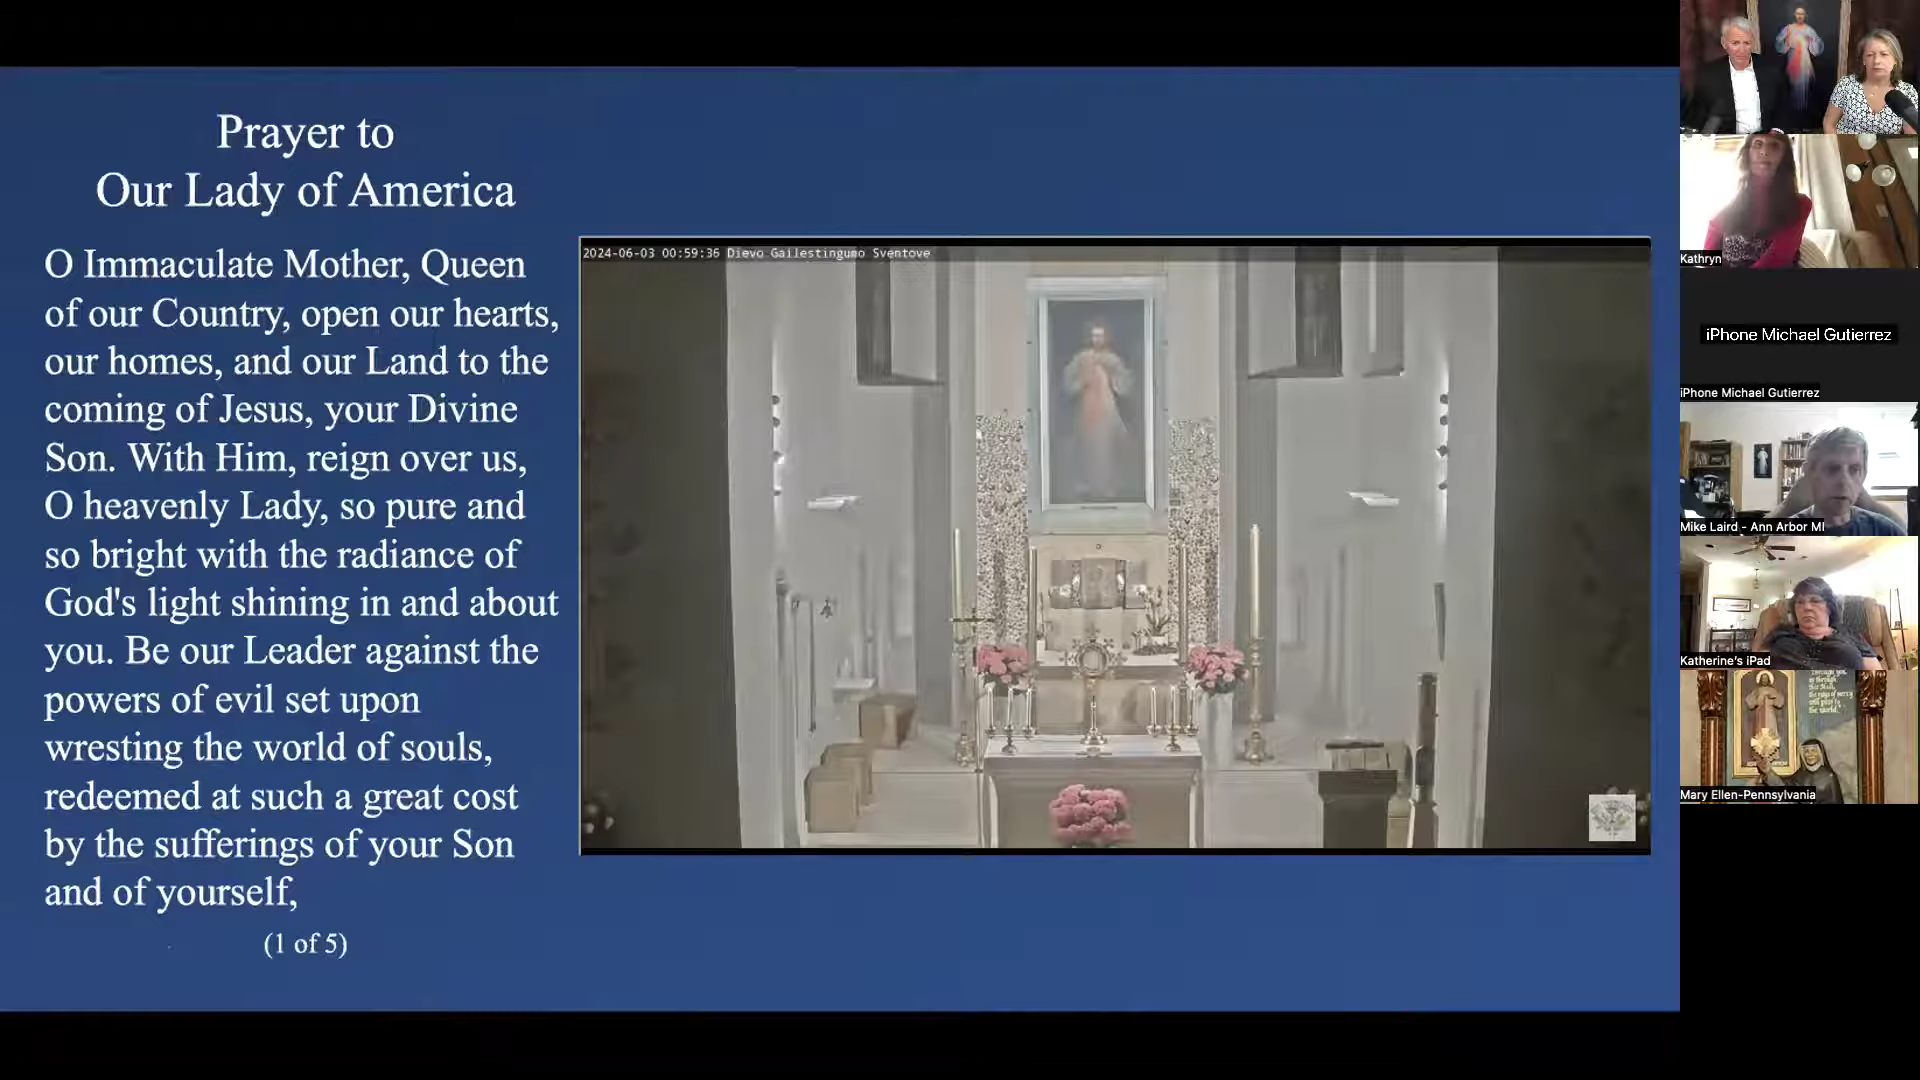 Prayer to
Our Lady of America
O Immaculate Mother, Queen
of our Country, open our hearts,
our homes, and our Land to the
coming of Jesus, your Divine
Son. With Him, reign over us,
O heavenly Lady, so pure and
so bright with the radiance of
God's light shining in and about
you. Be our Leader against the
powers of evil set upon
wresting the world of souls,
redeemed at such a great cost
by the sufferings of your Son
and of yourself,
(1 of 5)
2024-06-03 00:59:36 Dievo Gailestingumo Sventove
Kathryn
iPhone Michael Gutierrez
iPhone Michael Gutierrez
Mike Laird - Ann Arbor MI
Katherine's iPad
the world
Mary Ellen-Pennsylvania